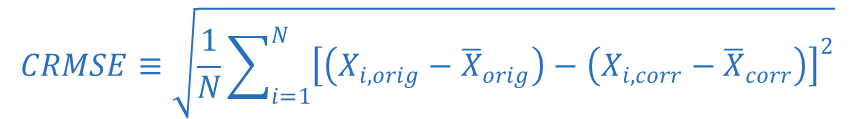 CRMSE ≡ √(1/N ∑_{i=1}^{N} [(X_{i,orig} − X̅_{orig}) − (X_{i,corr} − X̅_{corr})]²)